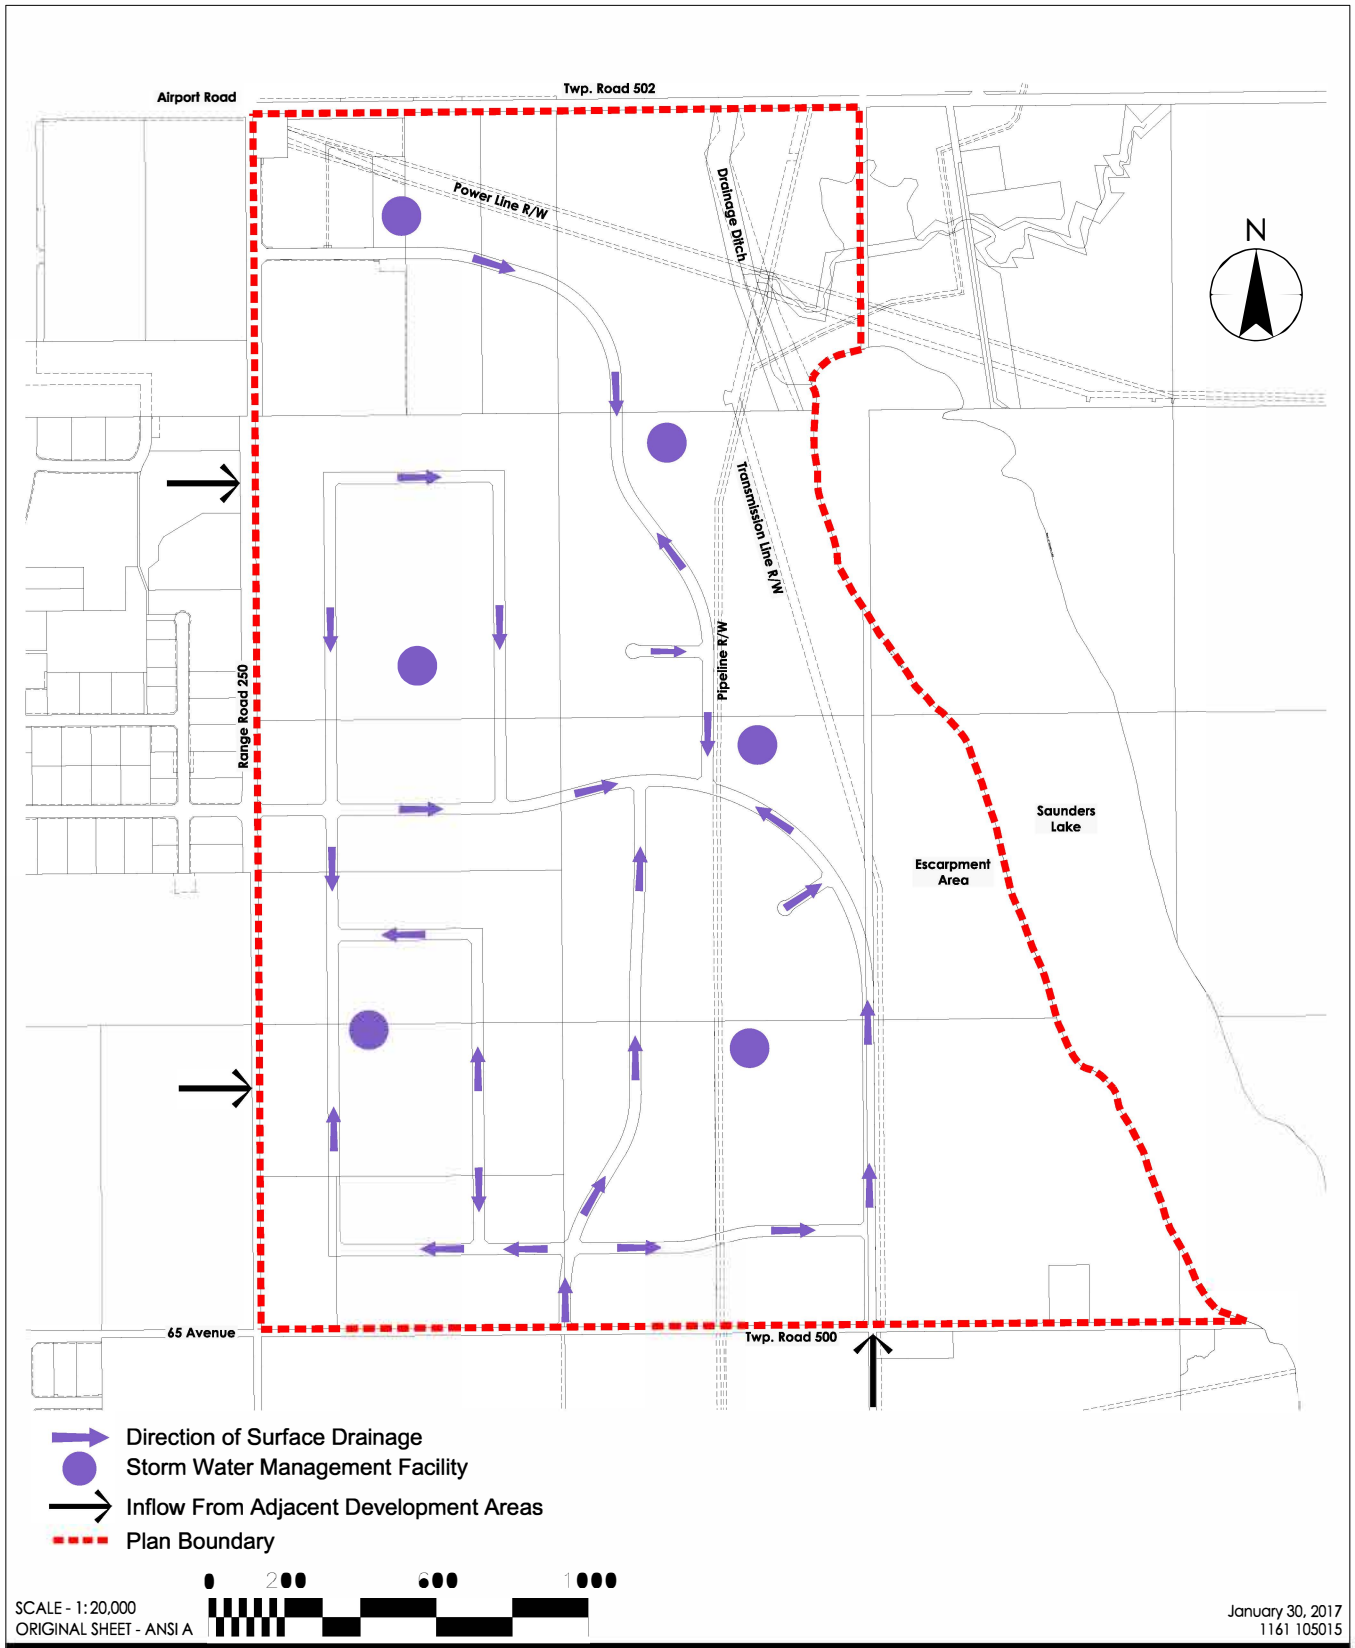 Twp. Road 502
Airport Road
Power Line R/W
Drainage Ditch
N
Transmission Line R/W
Pipeline R/W
Range Road 250
Saunders
Lake
Escarpment
Area
65 Avenue
Twp. Road 500
Direction of Surface Drainage
Storm Water Management Facility
Inflow From Adjacent Development Areas
Plan Boundary
0 200 600 1000
SCALE - 1:20,000
ORIGINAL SHEET - ANSI A
January 30, 2017
1161 105015